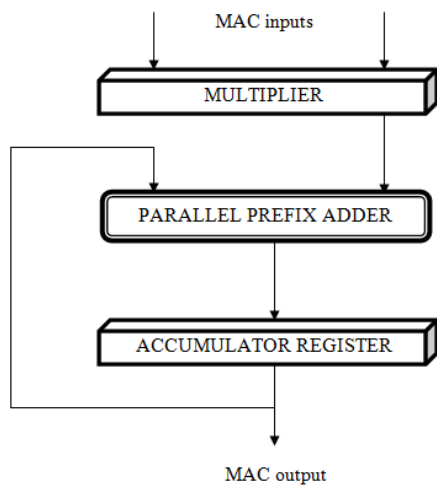 MAC inputs
MULTIPLIER
PARALLEL PREFIX ADDER
ACCUMULATOR REGISTER
MAC output